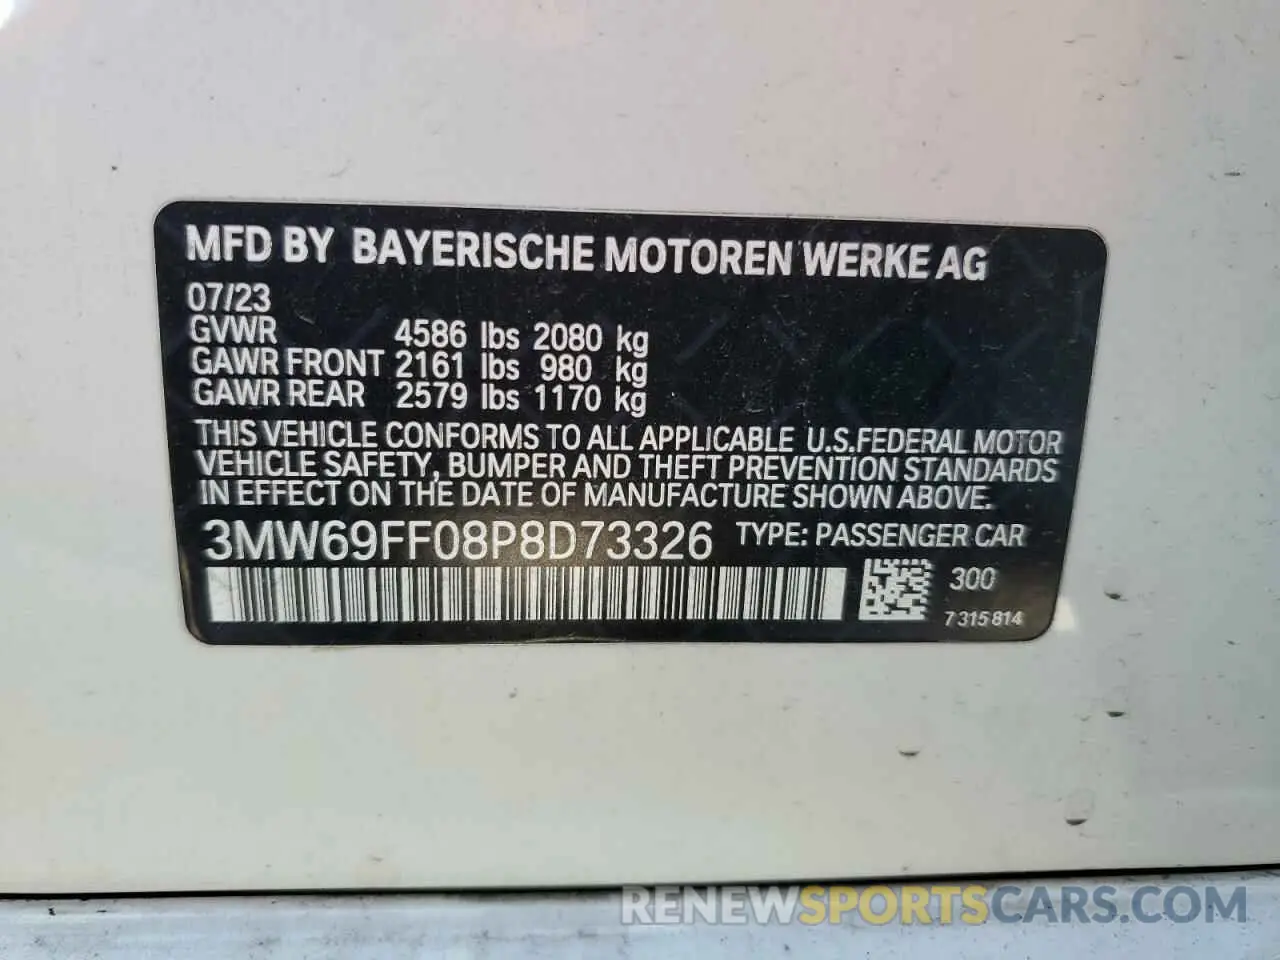 MFD BY BAYERISCHE MOTOREN WERKE AG
07/23
GVWR 4586 lbs 2080 kg
GAWR FRONT 2161 lbs 980 kg
GAWR REAR 2579 lbs 1170 kg
THIS VEHICLE CONFORMS TO ALL APPLICABLE U.S.FEDERAL MOTOR
VEHICLE SAFETY, BUMPER AND THEFT PREVENTION STANDARDS
IN EFFECT ON THE DATE OF MANUFACTURE SHOWN ABOVE.
3MW69FF08P8D73326 TYPE: PASSENGER CAR
300
7 315 814
RENEWSPORTSCARS.COM